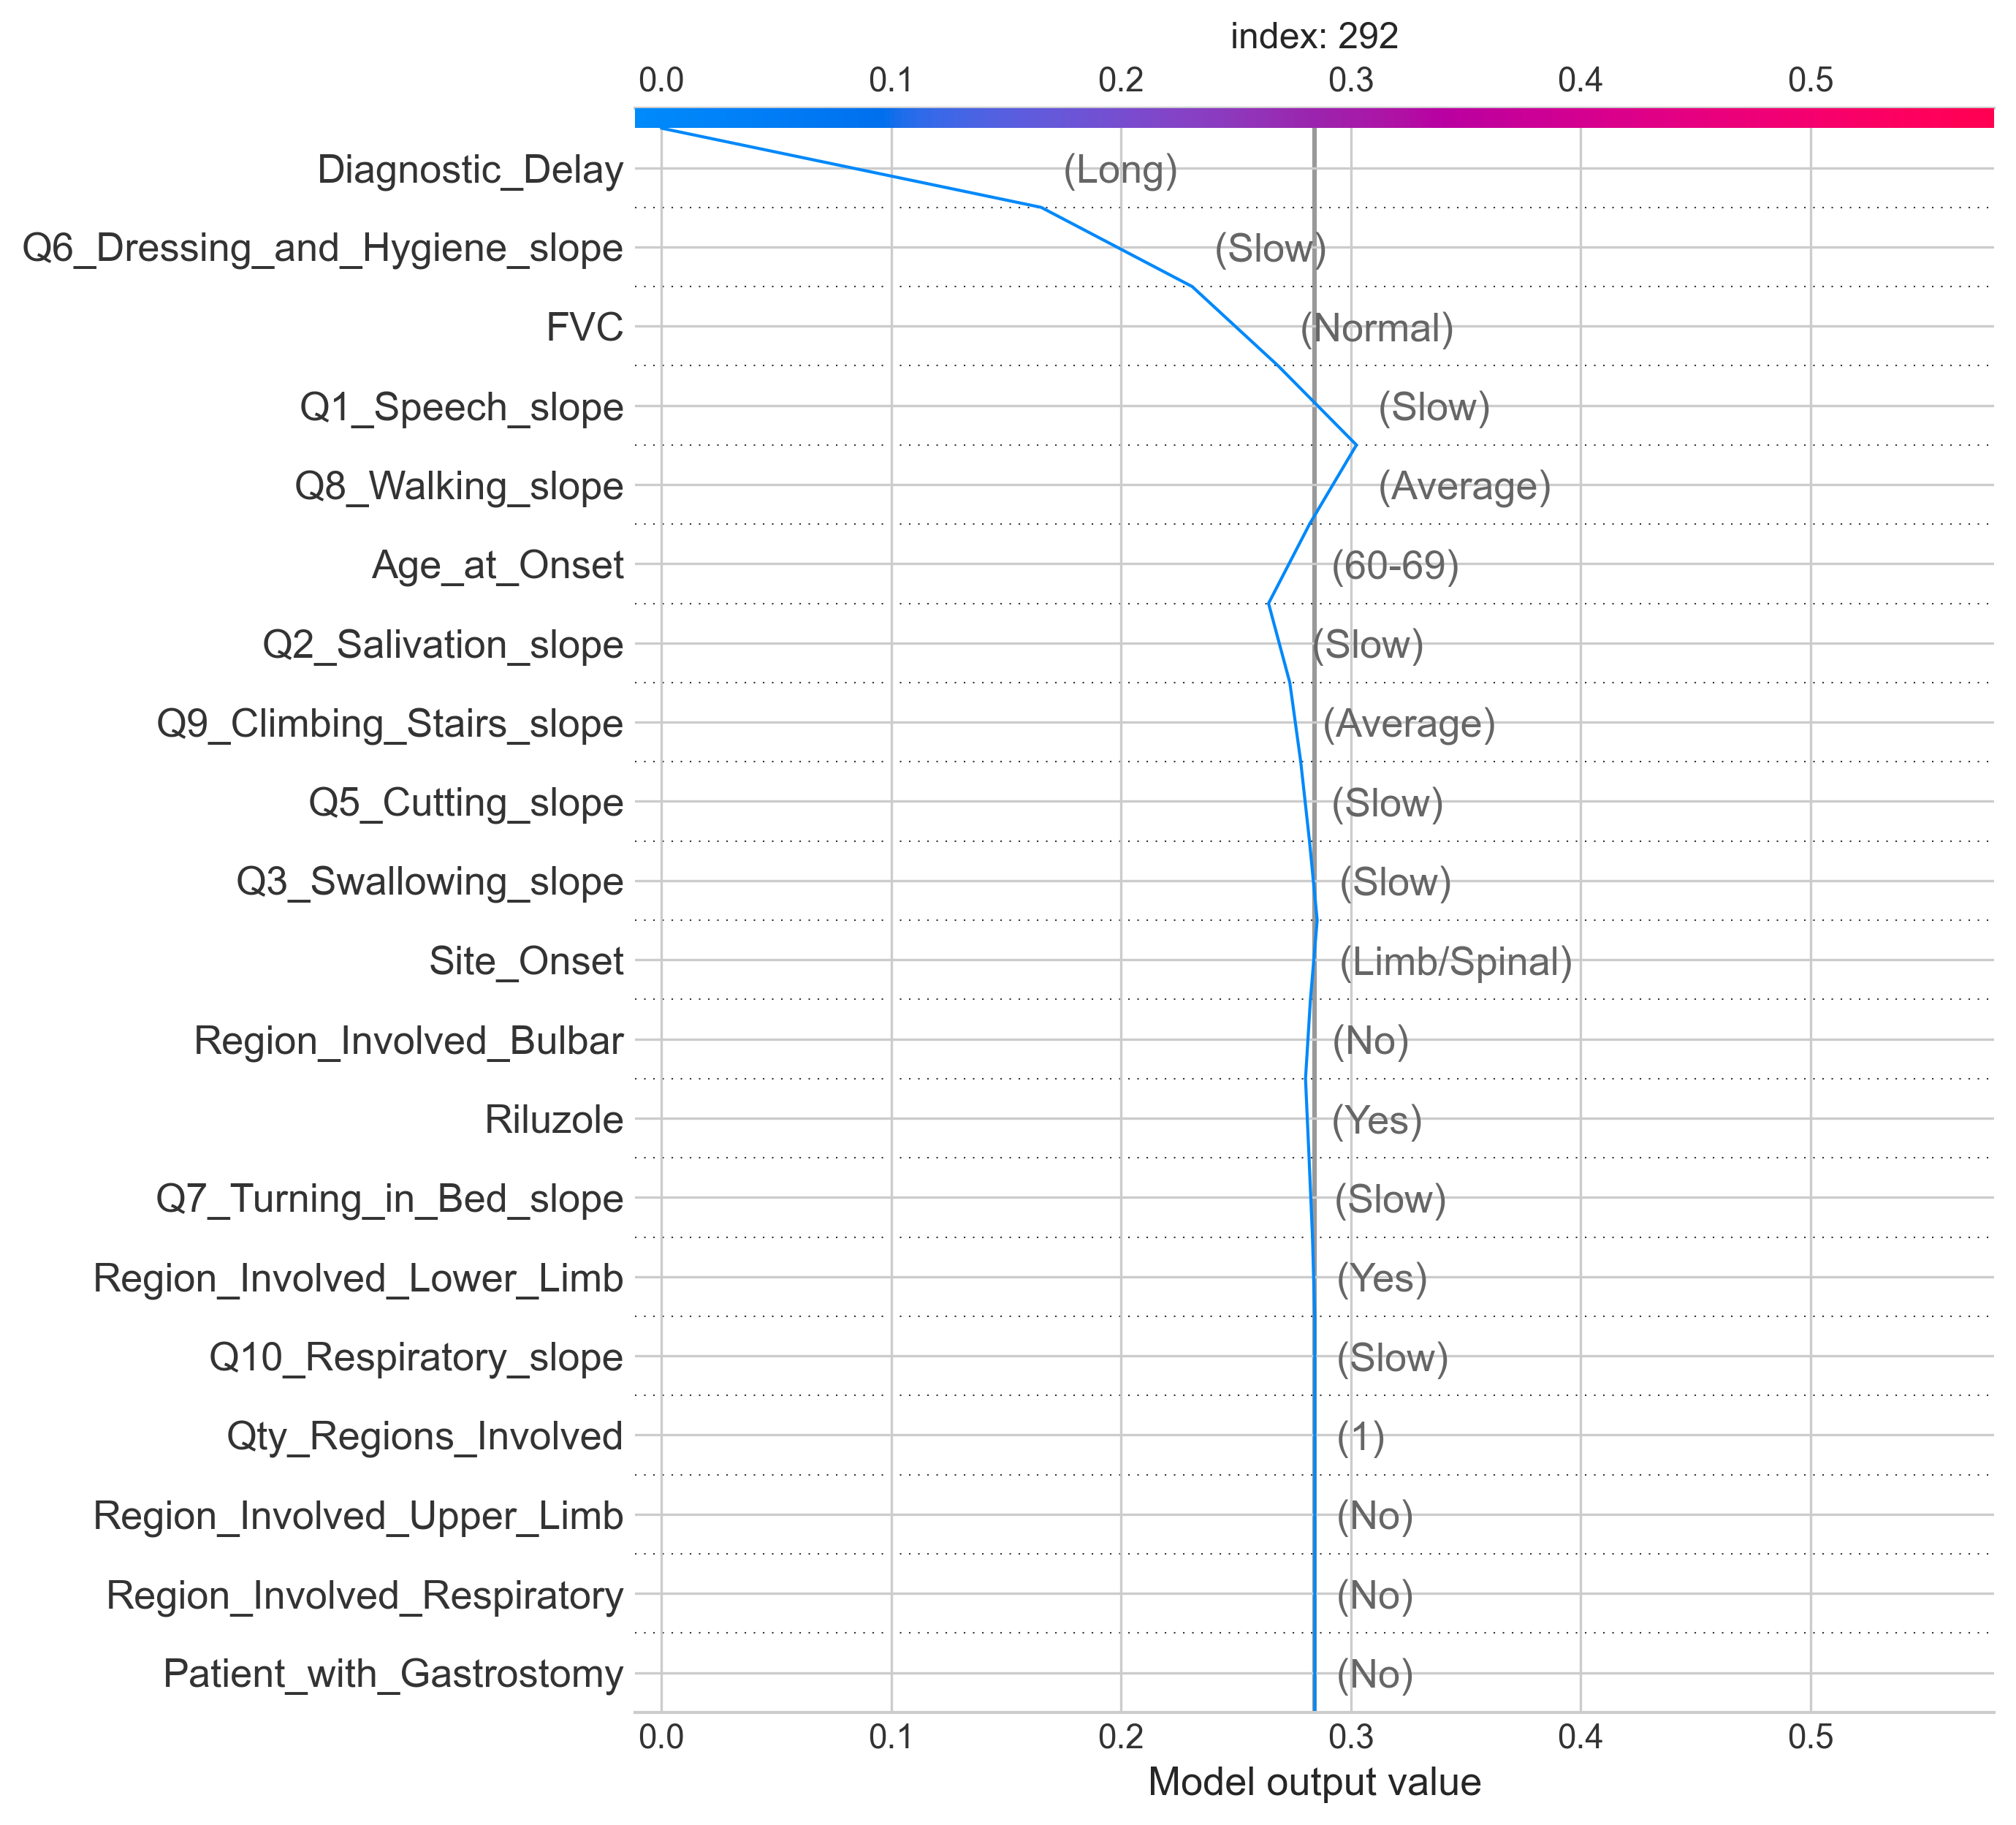 index: 292
0.0 0.1 0.2 0.3 0.4 0.5
Diagnostic_Delay (Long)
Q6_Dressing_and_Hygiene_slope (Slow)
FVC (Normal)
Q1_Speech_slope (Slow)
Q8_Walking_slope (Average)
Age_at_Onset (60-69)
Q2_Salivation_slope (Slow)
Q9_Climbing_Stairs_slope (Average)
Q5_Cutting_slope (Slow)
Q3_Swallowing_slope (Slow)
Site_Onset (Limb/Spinal)
Region_Involved_Bulbar (No)
Riluzole (Yes)
Q7_Turning_in_Bed_slope (Slow)
Region_Involved_Lower_Limb (Yes)
Q10_Respiratory_slope (Slow)
Qty_Regions_Involved (1)
Region_Involved_Upper_Limb (No)
Region_Involved_Respiratory (No)
Patient_with_Gastrostomy (No)
0.0 0.1 0.2 0.3 0.4 0.5
Model output value